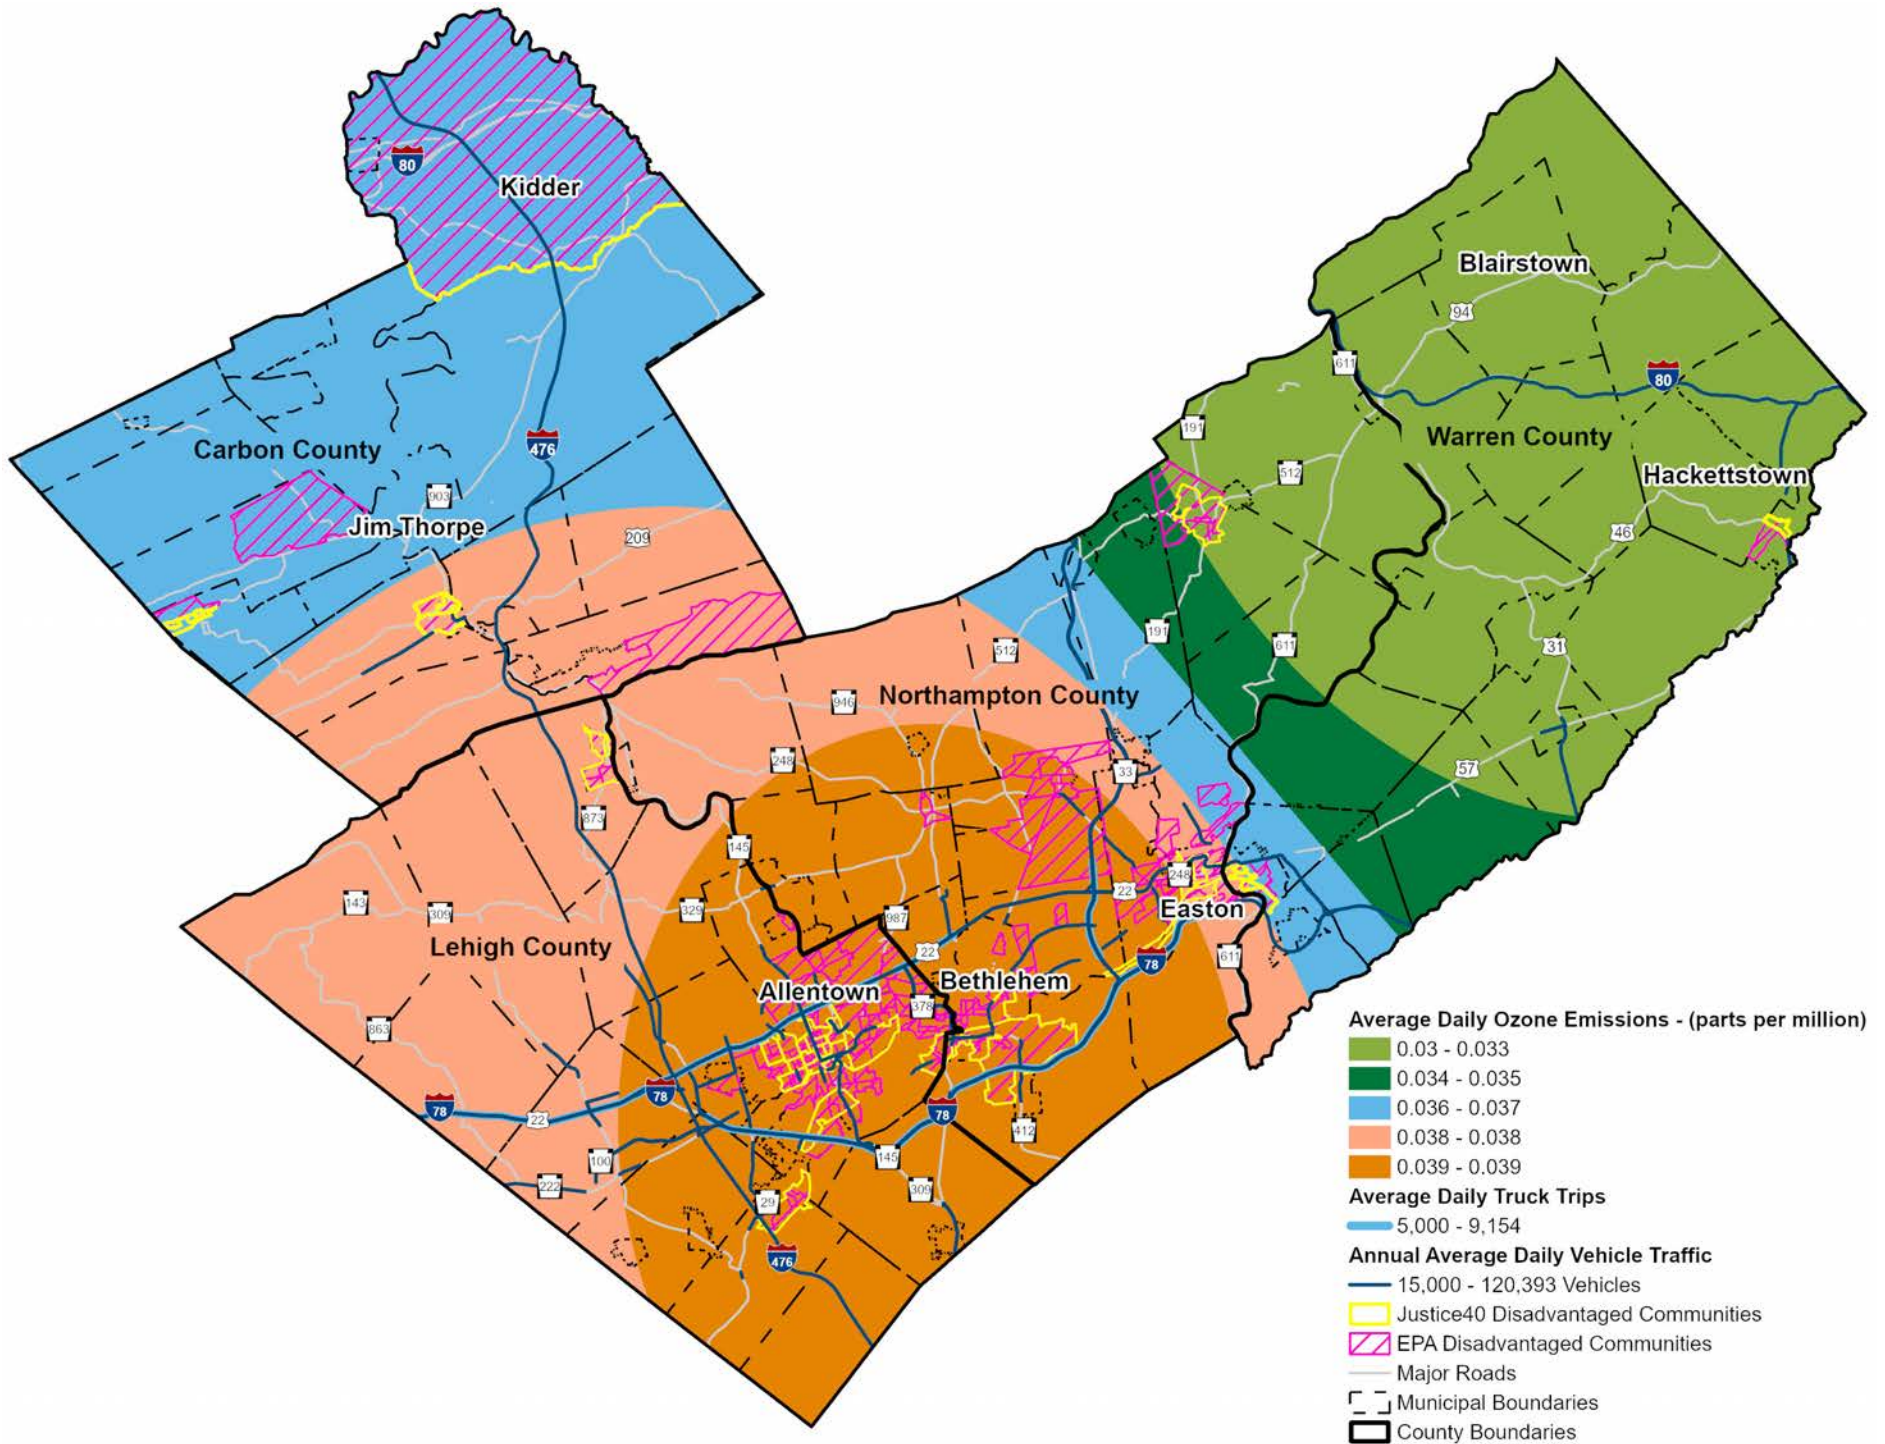 80
Kidder
Blairstown
94
611
80
191
Warren County
Carbon County
476
512
Hackettstown
903
Jim Thorpe
209
46
191
611
31
512
Northampton County
946
248
33
57
873
145
248
22
143
309
329
987
Easton
Lehigh County
22
611
78
Allentown
Bethlehem
378
863
78
78
22
78
412
100
145
222
29
309
476
Average Daily Ozone Emissions - (parts per million)
0.03 - 0.033
0.034 - 0.035
0.036 - 0.037
0.038 - 0.038
0.039 - 0.039
Average Daily Truck Trips
5,000 - 9,154
Annual Average Daily Vehicle Traffic
15,000 - 120,393 Vehicles
Justice40 Disadvantaged Communities
EPA Disadvantaged Communities
Major Roads
Municipal Boundaries
County Boundaries